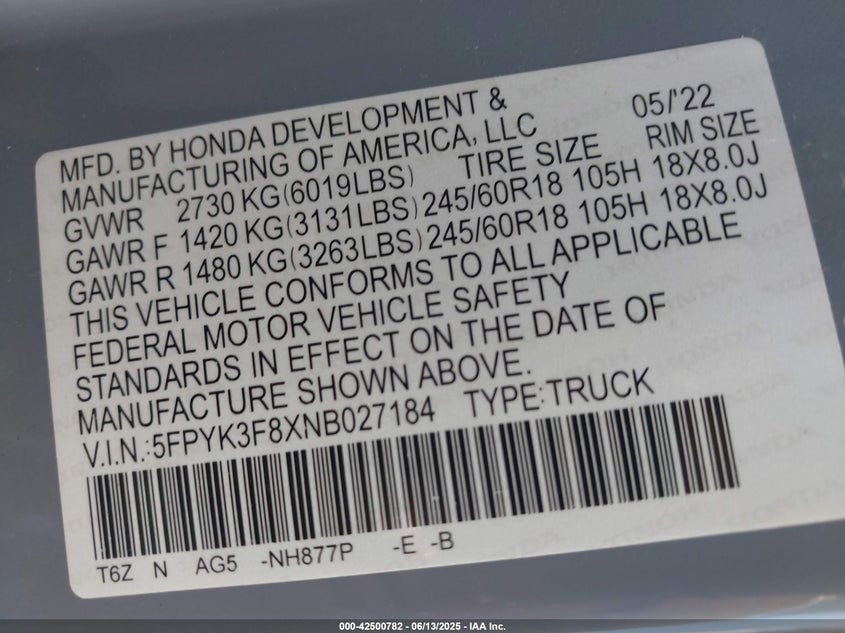 MFD. BY HONDA DEVELOPMENT & 05/'22
MANUFACTURING OF AMERICA, LLC
GVWR 2730 KG(6019LBS) TIRE SIZE RIM SIZE
GAWR F 1420 KG(3131LBS) 245/60R18 105H 18X8.0J
GAWR R 1480 KG(3263LBS) 245/60R18 105H 18X8.0J
THIS VEHICLE CONFORMS TO ALL APPLICABLE
FEDERAL MOTOR VEHICLE SAFETY
STANDARDS IN EFFECT ON THE DATE OF
MANUFACTURE SHOWN ABOVE.
V.I.N.:5FPYK3F8XNB027184 TYPE:TRUCK
T6Z N AG5 -NH877P -E -B
000-42500782 - 06/13/2025 - IAA Inc.